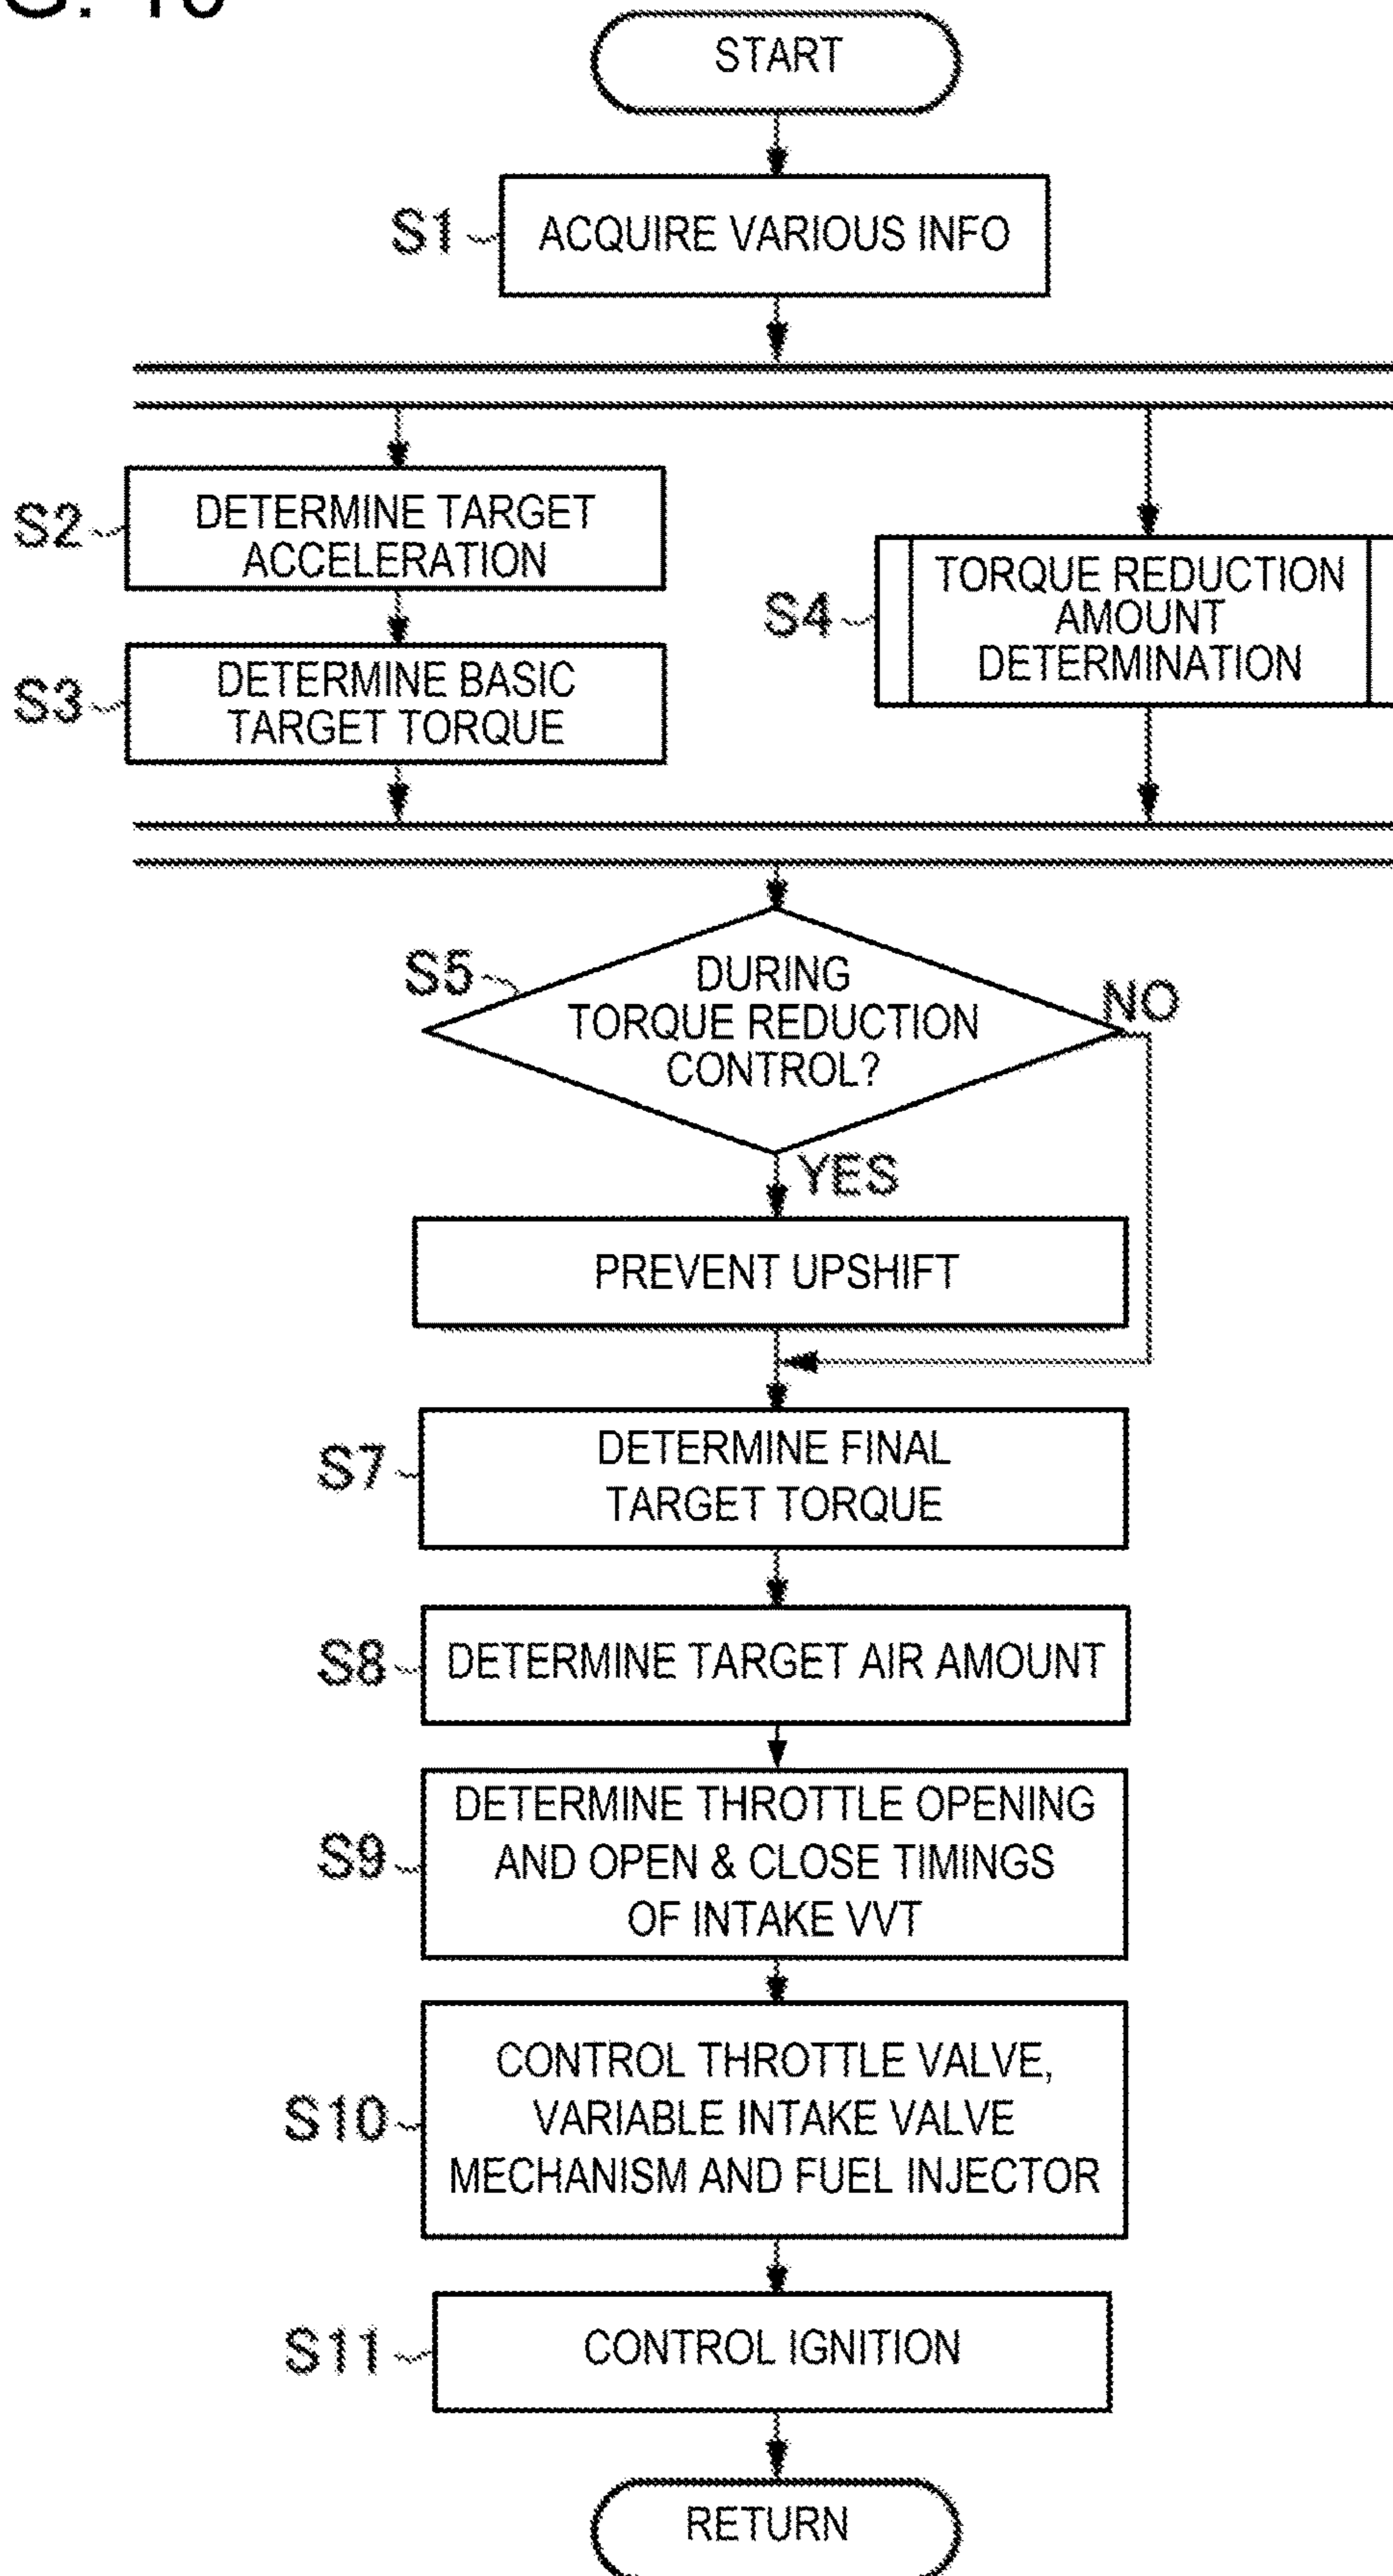 START
S1
ACQUIRE VARIOUS INFO
S2
DETERMINE TARGET
ACCELERATION
S3
DETERMINE BASIC
TARGET TORQUE
S4
TORQUE REDUCTION
AMOUNT
DETERMINATION
S5
DURING
TORQUE REDUCTION
CONTROL?
NO
YES
PREVENT UPSHIFT
S7
DETERMINE FINAL
TARGET TORQUE
S8
DETERMINE TARGET AIR AMOUNT
S9
DETERMINE THROTTLE OPENING
AND OPEN & CLOSE TIMINGS
OF INTAKE VVT
S10
CONTROL THROTTLE VALVE,
VARIABLE INTAKE VALVE
MECHANISM AND FUEL INJECTOR
S11
CONTROL IGNITION
RETURN